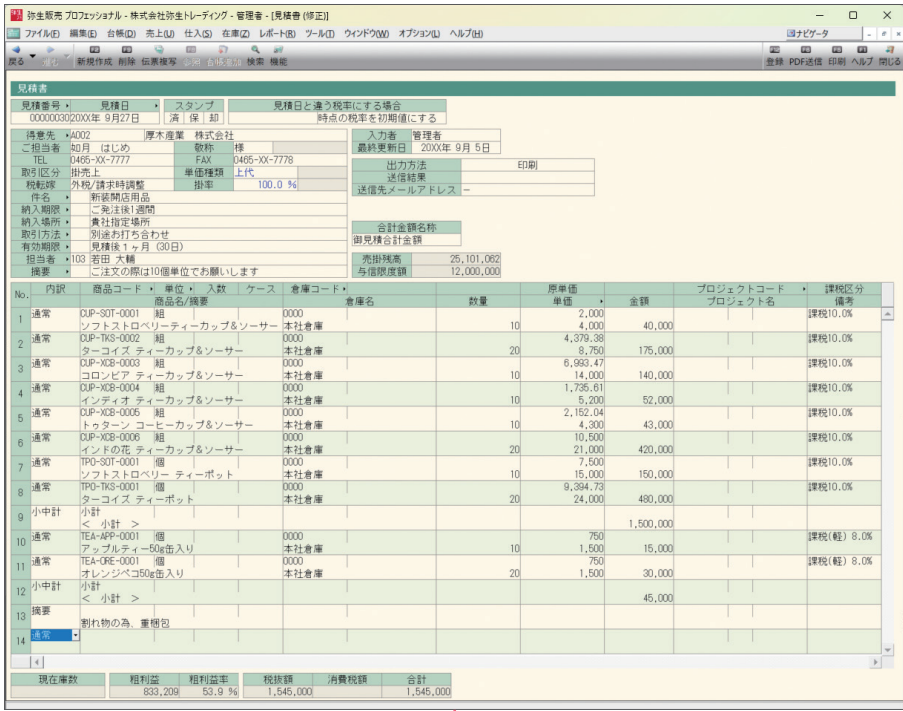 弥生販売 プロフェッショナル - 株式会社弥生トレーディング - 管理者 - [見積書 (修正)]
ファイル(F) 編集(E) 台帳(D) 売上(U) 仕入(S) 在庫(Z) レポート(R) ツール(T) ウィンドウ(W) オプション(L) ヘルプ(H) ナビゲータ
戻る 新規作成 削除 伝票複写 検索 機能 登録 PDF送信 印刷 ヘルプ 閉じる
見積書
見積番号 見積日 スタンプ 見積日と違う税率にする場合
00000030 20XX年 9月27日 済 保 却 時点の税率を初期値にする
得意先 A002 厚木産業 株式会社 入力者 管理者
ご担当者 如月 はじめ 敬称 様 最終更新日 20XX年 9月 5日
TEL 0465-XX-7777 FAX 0465-XX-7778 出力方法 印刷
取引区分 掛売上 単価種類 上代 送信結果
税転嫁 外税/請求時調整 掛率 100.0 % 送信先メールアドレス −
件名 新装開店用品
納入期限 ご発注後1週間
納入場所 貴社指定場所 合計金額名称
取引方法 別途お打ち合わせ 御見積合計金額
有効期限 見積後1ヶ月 (30日)
担当者 103 若田 大輔 売掛残高 25,101,062
摘要 ご注文の際は10個単位でお願いします 与信限度額 12,000,000
No. 内訳 商品コード 単位 入数 ケース 倉庫コード 原単価 プロジェクトコード 課税区分
商品名/摘要 倉庫名 数量 単価 金額 プロジェクト名 備考
1 通常 CUP-SOT-0001 組 0000 2,000 課税10.0%
ソフトストロベリーティーカップ&ソーサー 本社倉庫 10 4,000 40,000
2 通常 CUP-TKS-0002 組 0000 4,379.38 課税10.0%
ターコイズ ティーカップ&ソーサー 本社倉庫 20 8,750 175,000
3 通常 CUP-XCB-0003 組 0000 6,993.47 課税10.0%
コロンビア ティーカップ&ソーサー 本社倉庫 10 14,000 140,000
4 通常 CUP-XCB-0004 組 0000 1,735.61 課税10.0%
インディオ ティーカップ&ソーサー 本社倉庫 10 5,200 52,000
5 通常 CUP-XCB-0005 組 0000 2,152.04 課税10.0%
トゥターン コーヒーカップ&ソーサー 本社倉庫 10 4,300 43,000
6 通常 CUP-XCB-0006 組 0000 10,500 課税10.0%
インドの花 ティーカップ&ソーサー 本社倉庫 20 21,000 420,000
7 通常 TPO-SOT-0001 個 0000 7,500 課税10.0%
ソフトストロベリー ティーポット 本社倉庫 10 15,000 150,000
8 通常 TPO-TKS-0001 個 0000 9,394.73 課税10.0%
ターコイズ ティーポット 本社倉庫 20 24,000 480,000
9 小中計 小計
< 小計 > 1,500,000
10 通常 TEA-APP-0001 個 0000 750 課税(軽) 8.0%
アップルティー50g缶入り 本社倉庫 10 1,500 15,000
11 通常 TEA-ORE-0001 個 0000 750 課税(軽) 8.0%
オレンジペコ50g缶入り 本社倉庫 20 1,500 30,000
12 小中計 小計
< 小計 > 45,000
13 摘要
割れ物の為、重梱包
14 通常
現在庫数 粗利益 粗利益率 税抜額 消費税額 合計
833,209 53.9 % 1,545,000 1,545,000